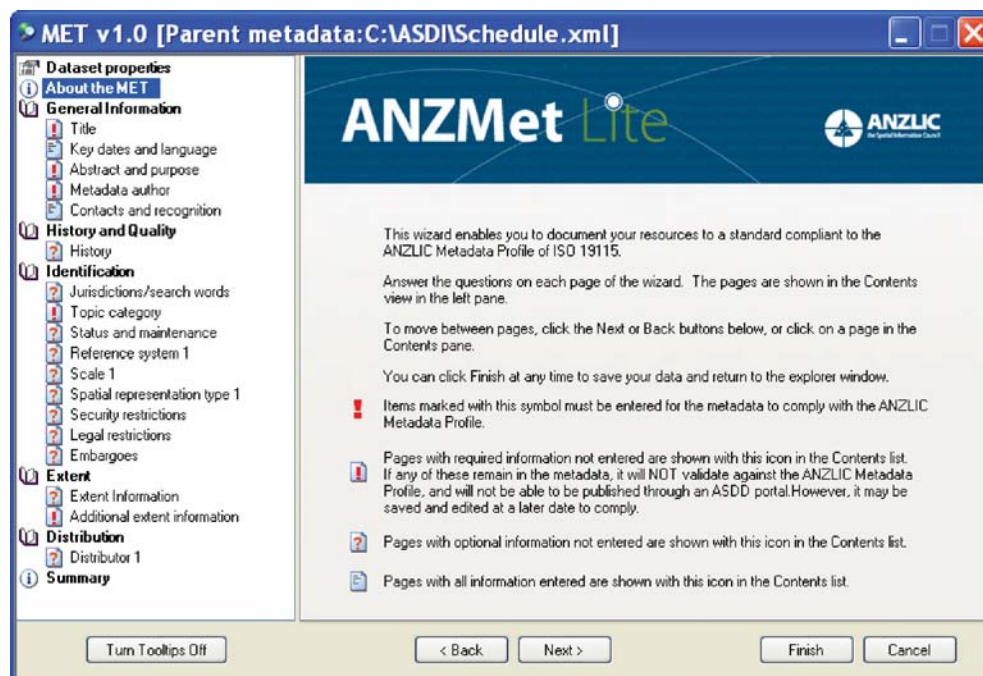 MET v1.0 [Parent metadata:C:\ASDI\Schedule.xml]
Dataset properties
About the MET
General Information
Title
Key dates and language
Abstract and purpose
Metadata author
Contacts and recognition
History and Quality
History
Identification
Jurisdictions/search words
Topic category
Status and maintenance
Reference system 1
Scale 1
Spatial representation type 1
Security restrictions
Legal restrictions
Embargoes
Extent
Extent Information
Additional extent information
Distribution
Distributor 1
Summary
ANZMet Lite
ANZLIC
the Spatial Information Council
This wizard enables you to document your resources to a standard compliant to the
ANZLIC Metadata Profile of ISO 19115.
Answer the questions on each page of the wizard. The pages are shown in the Contents
view in the left pane.
To move between pages, click the Next or Back buttons below, or click on a page in the
Contents pane.
You can click Finish at any time to save your data and return to the explorer window.
Items marked with this symbol must be entered for the metadata to comply with the ANZLIC
Metadata Profile.
Pages with required information not entered are shown with this icon in the Contents list.
If any of these remain in the metadata, it will NOT validate against the ANZLIC Metadata
Profile, and will not be able to be published through an ASDD portal.However, it may be
saved and edited at a later date to comply.
Pages with optional information not entered are shown with this icon in the Contents list.
Pages with all information entered are shown with this icon in the Contents list.
Turn Tooltips Off
< Back
Next >
Finish
Cancel